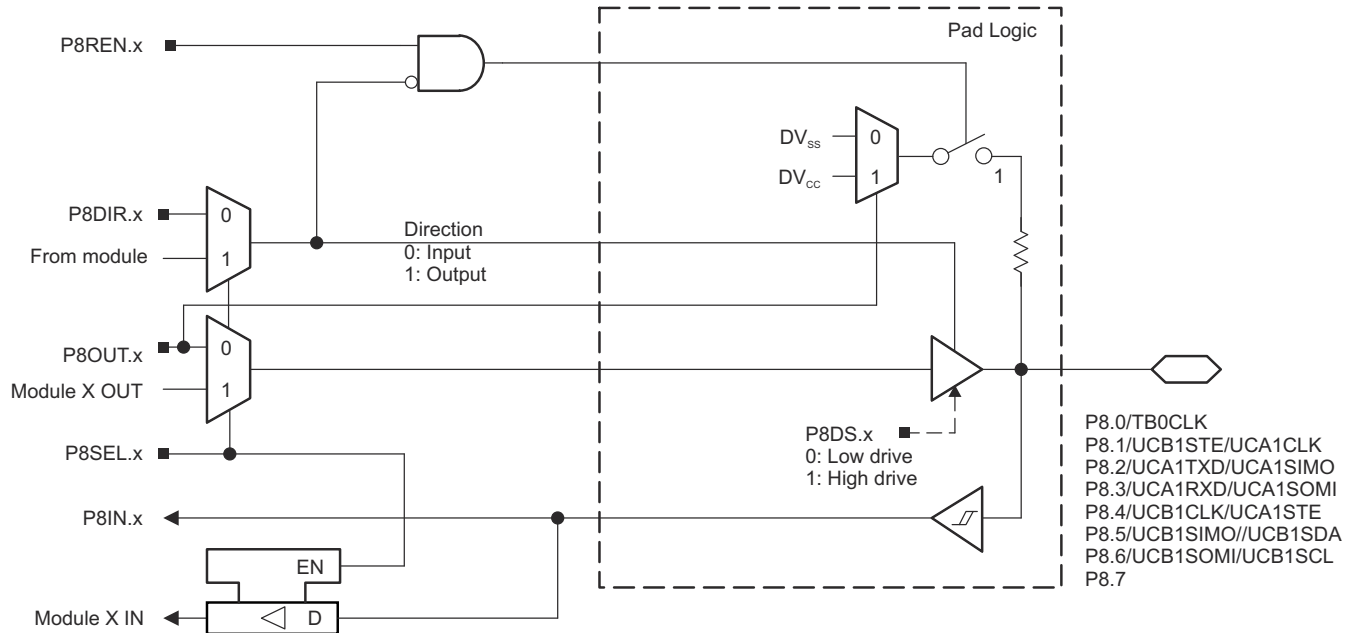 Pad Logic
P8REN.x
DVSS
0
DVCC
1
1
P8DIR.x
0
From module
1
Direction
0: Input
1: Output
P8OUT.x
0
Module X OUT
1
P8SEL.x
P8DS.x
0: Low drive
1: High drive
P8.0/TB0CLK
P8.1/UCB1STE/UCA1CLK
P8.2/UCA1TXD/UCA1SIMO
P8.3/UCA1RXD/UCA1SOMI
P8.4/UCB1CLK/UCA1STE
P8.5/UCB1SIMO//UCB1SDA
P8.6/UCB1SOMI/UCB1SCL
P8.7
P8IN.x
EN
Module X IN
D